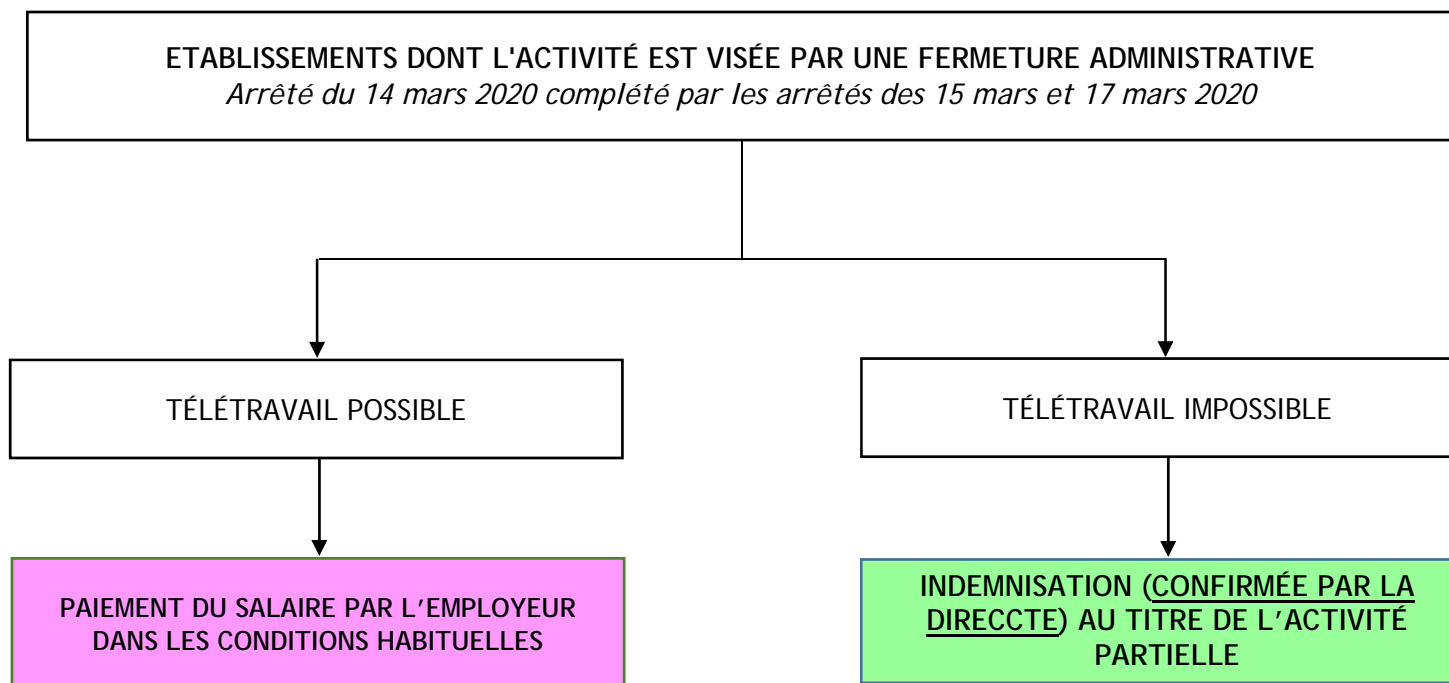 ETABLISSEMENTS DONT L'ACTIVITÉ EST VISÉE PAR UNE FERMETURE ADMINISTRATIVE
Arrêté du 14 mars 2020 complété par les arrêtés des 15 mars et 17 mars 2020
TÉLÉTRAVAIL POSSIBLE
TÉLÉTRAVAIL IMPOSSIBLE
PAIEMENT DU SALAIRE PAR L'EMPLOYEUR
DANS LES CONDITIONS HABITUELLES
INDEMNISATION (CONFIRMÉE PAR LA
DIRECCTE) AU TITRE DE L'ACTIVITÉ
PARTIELLE